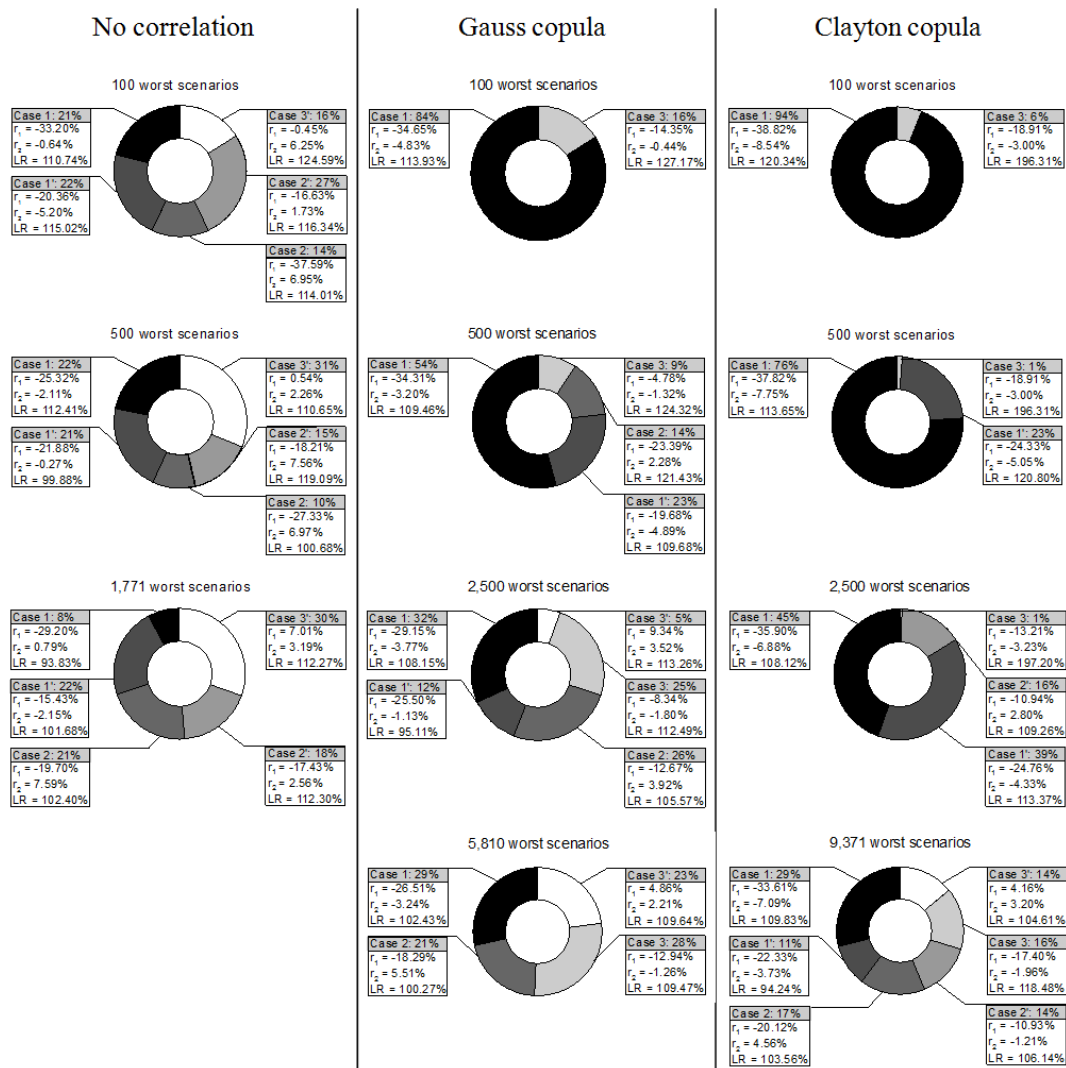 No correlation
Gauss copula
Clayton copula
100 worst scenarios
Case 1: 21%
r₁ = -33.20%
r₂ = -0.64%
LR = 110.74%
Case 3': 16%
r₁ = -0.45%
r₂ = 6.25%
LR = 124.59%
Case 1': 22%
r₁ = -20.36%
r₂ = -5.20%
LR = 115.02%
Case 2': 27%
r₁ = -16.63%
r₂ = 1.73%
LR = 116.34%
Case 2: 14%
r₁ = -37.59%
r₂ = 6.95%
LR = 114.01%
100 worst scenarios
Case 1: 84%
r₁ = -34.65%
r₂ = -4.83%
LR = 113.93%
Case 3: 16%
r₁ = -14.35%
r₂ = -0.44%
LR = 127.17%
100 worst scenarios
Case 1: 94%
r₁ = -38.82%
r₂ = -8.54%
LR = 120.34%
Case 3: 6%
r₁ = -18.91%
r₂ = -3.00%
LR = 196.31%
500 worst scenarios
Case 1: 22%
r₁ = -25.32%
r₂ = -2.11%
LR = 112.41%
Case 3': 31%
r₁ = 0.54%
r₂ = 2.26%
LR = 110.65%
Case 1': 21%
r₁ = -21.88%
r₂ = -0.27%
LR = 99.88%
Case 2': 15%
r₁ = -18.21%
r₂ = 7.56%
LR = 119.09%
Case 2: 10%
r₁ = -27.33%
r₂ = 6.97%
LR = 100.68%
500 worst scenarios
Case 1: 54%
r₁ = -34.31%
r₂ = -3.20%
LR = 109.46%
Case 3: 9%
r₁ = -4.78%
r₂ = -1.32%
LR = 124.32%
Case 2: 14%
r₁ = -23.39%
r₂ = 2.28%
LR = 121.43%
Case 1': 23%
r₁ = -19.68%
r₂ = -4.89%
LR = 109.68%
500 worst scenarios
Case 1: 76%
r₁ = -37.82%
r₂ = -7.75%
LR = 113.65%
Case 3: 1%
r₁ = -18.91%
r₂ = -3.00%
LR = 196.31%
Case 1': 23%
r₁ = -24.33%
r₂ = -5.05%
LR = 120.80%
1,771 worst scenarios
Case 1: 8%
r₁ = -29.20%
r₂ = 0.79%
LR = 93.83%
Case 3': 30%
r₁ = 7.01%
r₂ = 3.19%
LR = 112.27%
Case 1': 22%
r₁ = -15.43%
r₂ = -2.15%
LR = 101.68%
Case 2: 21%
r₁ = -19.70%
r₂ = 7.59%
LR = 102.40%
Case 2': 18%
r₁ = -17.43%
r₂ = 2.56%
LR = 112.30%
2,500 worst scenarios
Case 1: 32%
r₁ = -29.15%
r₂ = -3.77%
LR = 108.15%
Case 3': 5%
r₁ = 9.34%
r₂ = 3.52%
LR = 113.26%
Case 1': 12%
r₁ = -25.50%
r₂ = -1.13%
LR = 95.11%
Case 3: 25%
r₁ = -8.34%
r₂ = -1.80%
LR = 112.49%
Case 2: 26%
r₁ = -12.67%
r₂ = 3.92%
LR = 105.57%
2,500 worst scenarios
Case 1: 45%
r₁ = -35.90%
r₂ = -6.88%
LR = 108.12%
Case 3: 1%
r₁ = -13.21%
r₂ = -3.23%
LR = 197.20%
Case 2': 16%
r₁ = -10.94%
r₂ = 2.80%
LR = 109.26%
Case 1': 39%
r₁ = -24.76%
r₂ = -4.33%
LR = 113.37%
5,810 worst scenarios
Case 1: 29%
r₁ = -26.51%
r₂ = -3.24%
LR = 102.43%
Case 3': 23%
r₁ = 4.86%
r₂ = 2.21%
LR = 109.64%
Case 2: 21%
r₁ = -18.29%
r₂ = 5.51%
LR = 100.27%
Case 3: 28%
r₁ = -12.94%
r₂ = -1.26%
LR = 109.47%
9,371 worst scenarios
Case 1: 29%
r₁ = -33.61%
r₂ = -7.09%
LR = 109.83%
Case 3': 14%
r₁ = 4.16%
r₂ = 3.20%
LR = 104.61%
Case 1': 11%
r₁ = -22.33%
r₂ = -3.73%
LR = 94.24%
Case 3: 16%
r₁ = -17.40%
r₂ = -1.96%
LR = 118.48%
Case 2: 17%
r₁ = -20.12%
r₂ = 4.56%
LR = 103.56%
Case 2': 14%
r₁ = -10.93%
r₂ = -1.21%
LR = 106.14%